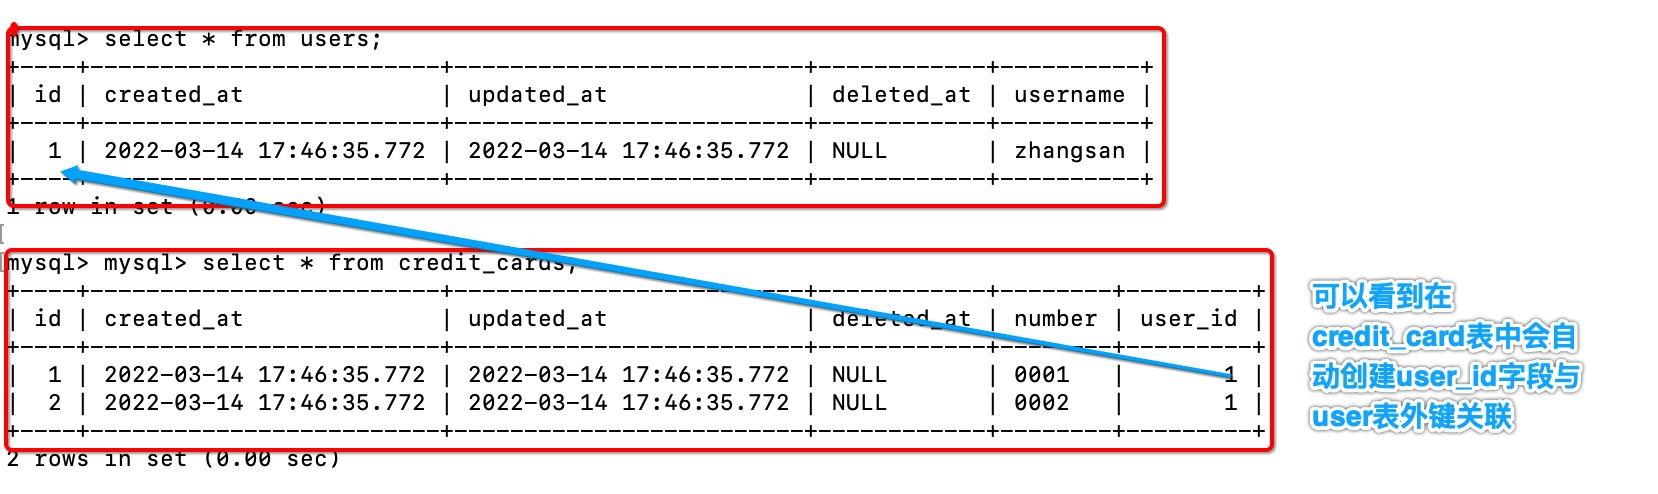 mysql> select * from users;
+----+-------------------------+-------------------------+------------+----------+
| id | created_at              | updated_at              | deleted_at | username |
+----+-------------------------+-------------------------+------------+----------+
|  1 | 2022-03-14 17:46:35.772 | 2022-03-14 17:46:35.772 | NULL       | zhangsan |
+----+-------------------------+-------------------------+------------+----------+
1 row in set (0.00 sec)
mysql> mysql> select * from credit_cards;
+----+-------------------------+-------------------------+------------+--------+---------+
| id | created_at              | updated_at              | deleted_at | number | user_id |
+----+-------------------------+-------------------------+------------+--------+---------+
|  1 | 2022-03-14 17:46:35.772 | 2022-03-14 17:46:35.772 | NULL       | 0001   |       1 |
|  2 | 2022-03-14 17:46:35.772 | 2022-03-14 17:46:35.772 | NULL       | 0002   |       1 |
+----+-------------------------+-------------------------+------------+--------+---------+
2 rows in set (0.00 sec)
可以看到在
credit_card表中会自
动创建user_id字段与
user表外键关联